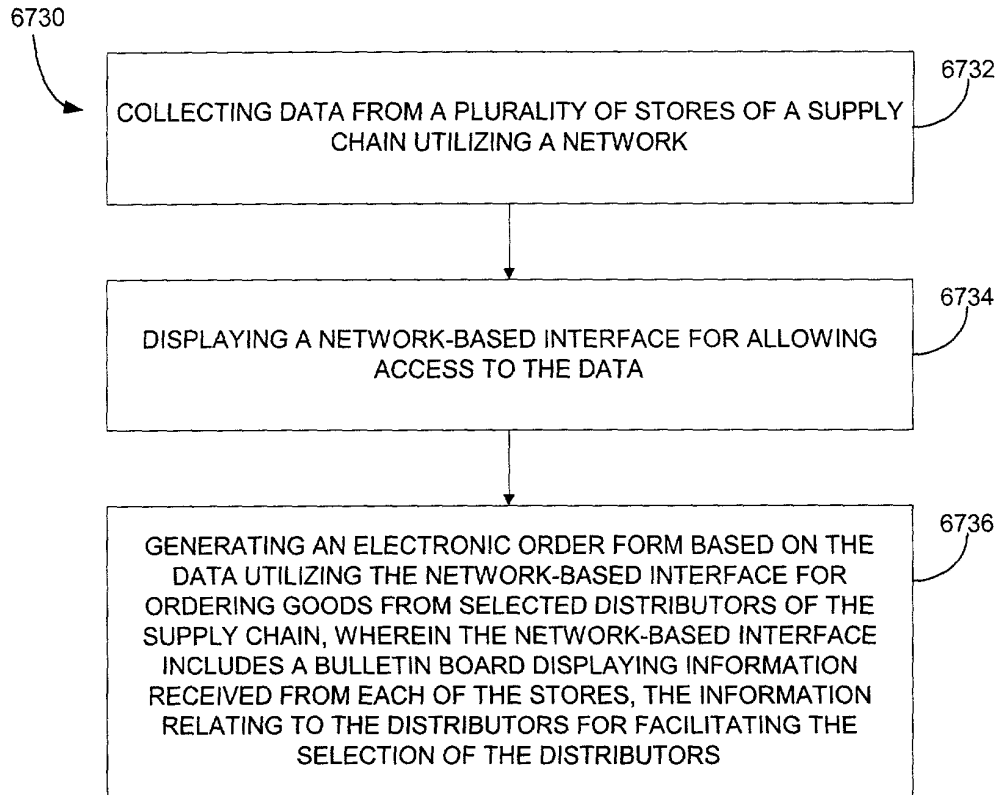 6730
6732
COLLECTING DATA FROM A PLURALITY OF STORES OF A SUPPLY
CHAIN UTILIZING A NETWORK
6734
DISPLAYING A NETWORK-BASED INTERFACE FOR ALLOWING
ACCESS TO THE DATA
6736
GENERATING AN ELECTRONIC ORDER FORM BASED ON THE
DATA UTILIZING THE NETWORK-BASED INTERFACE FOR
ORDERING GOODS FROM SELECTED DISTRIBUTORS OF THE
SUPPLY CHAIN, WHEREIN THE NETWORK-BASED INTERFACE
INCLUDES A BULLETIN BOARD DISPLAYING INFORMATION
RECEIVED FROM EACH OF THE STORES, THE INFORMATION
RELATING TO THE DISTRIBUTORS FOR FACILITATING THE
SELECTION OF THE DISTRIBUTORS